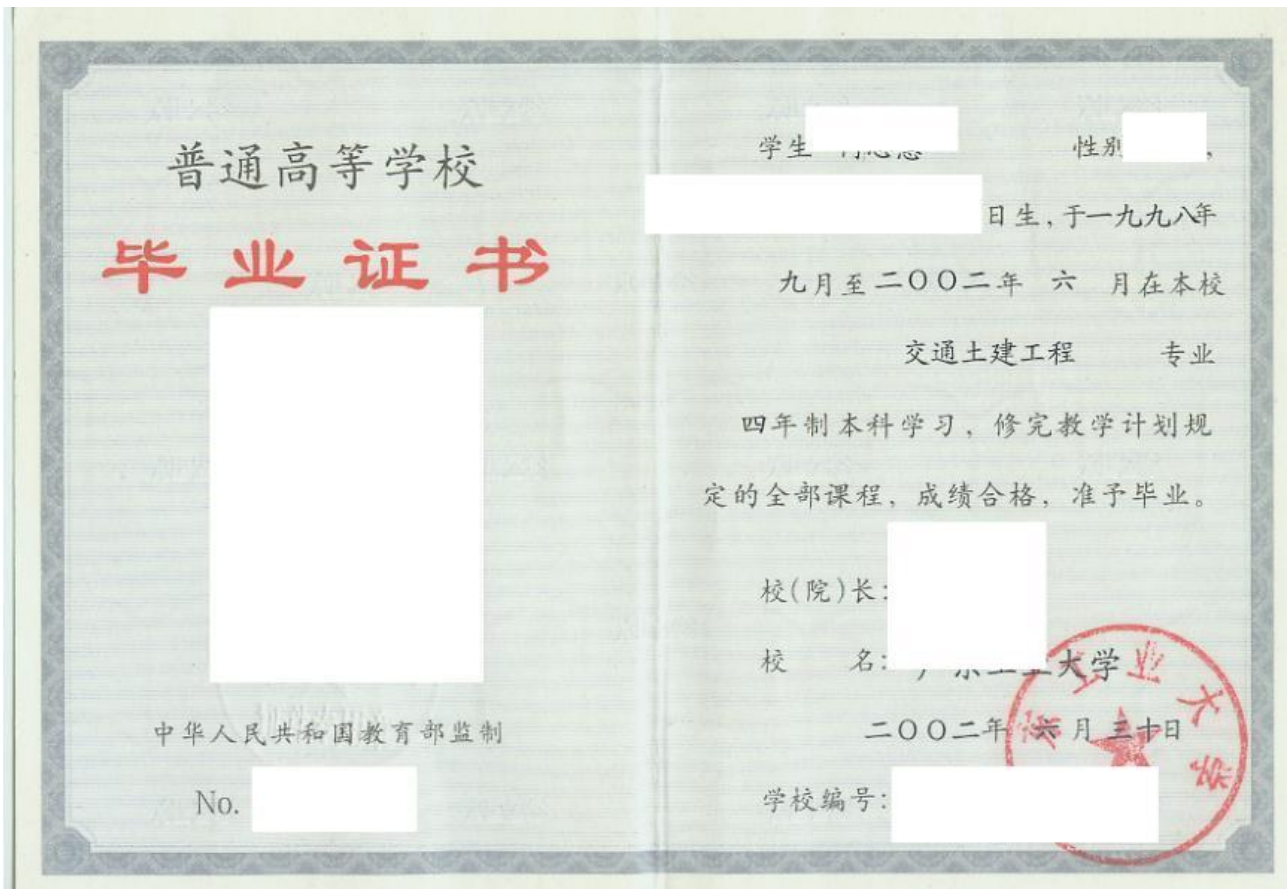 普通高等学校
毕业证书
中华人民共和国教育部监制
No.
学生 性别 ,
日生,于一九九八年
九月至二〇〇二年 六 月在本校
交通土建工程 专业
四年制本科学习,修完教学计划规
定的全部课程,成绩合格,准予毕业。
校(院)长:
校 名: 广东工业大学
二〇〇二年 六月 三十日
学校编号: